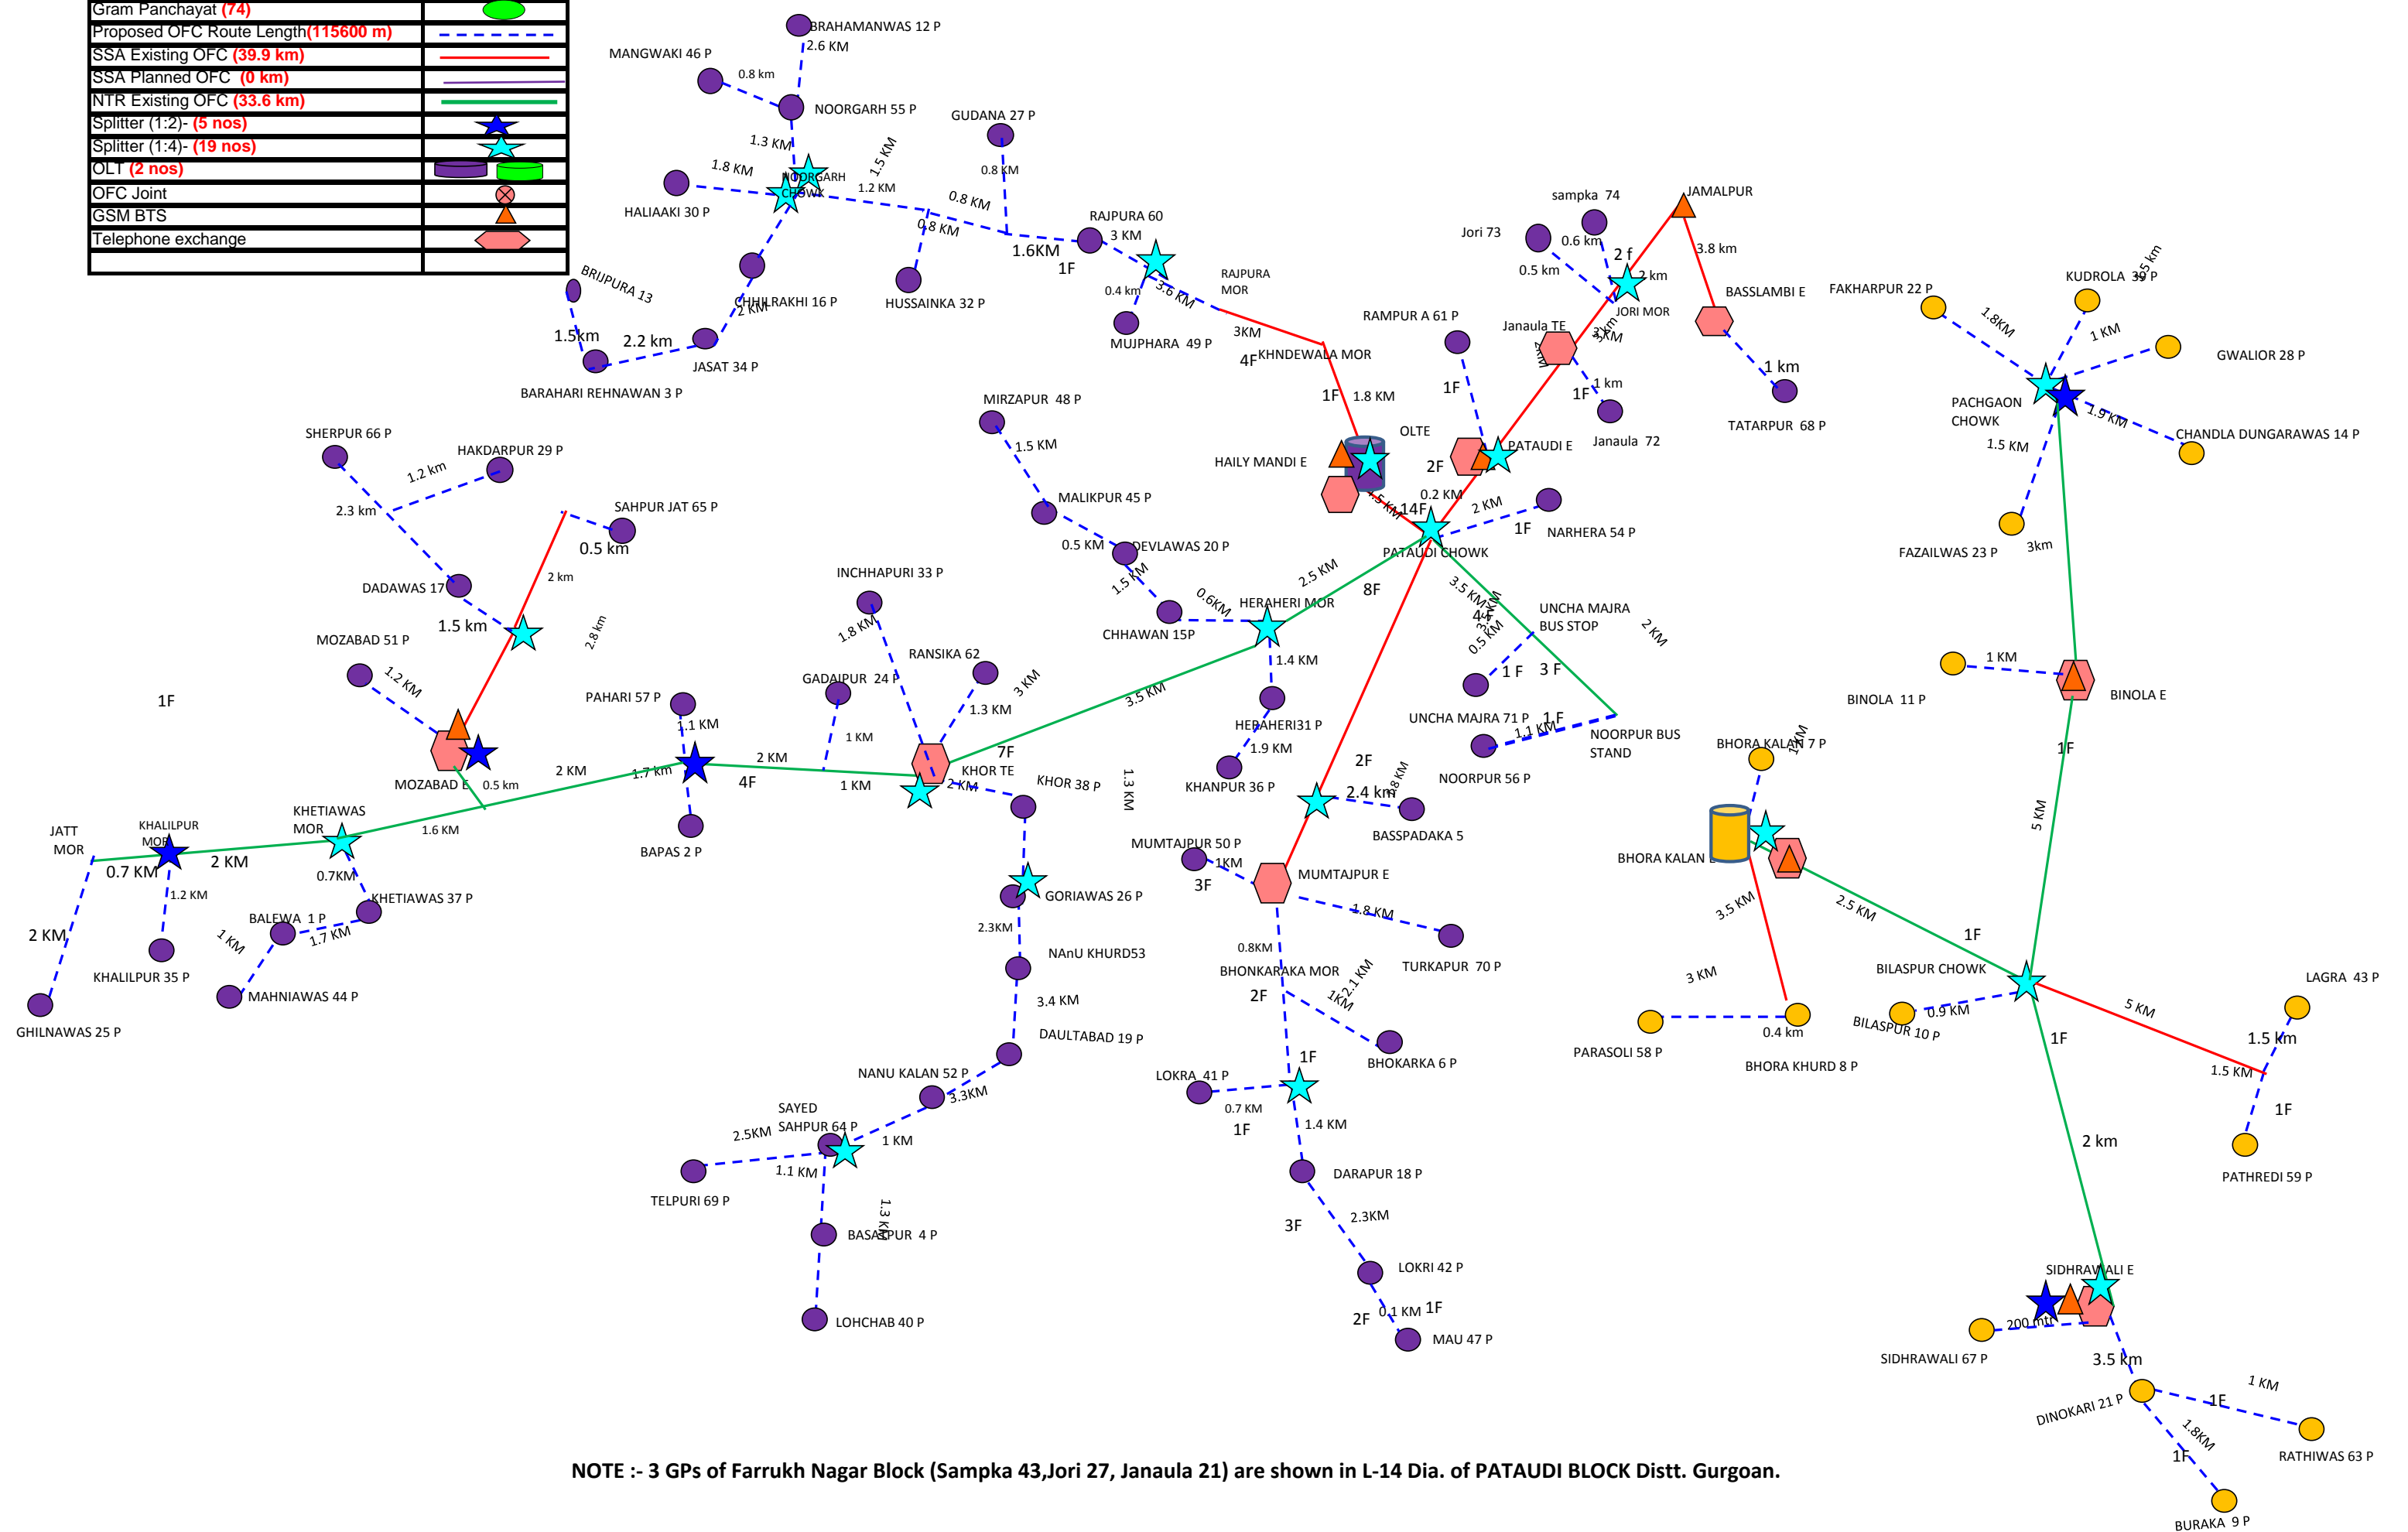 Gram Panchayat (74)
Proposed OFC Route Length(115600 m)
SSA Existing OFC (39.9 km)
SSA Planned OFC (0 km)
NTR Existing OFC (33.6 km)
Splitter (1:2)- (5 nos)
Splitter (1:4)- (19 nos)
OLT (2 nos)
OFC Joint
GSM BTS
Telephone exchange
BRAHAMANWAS 12 P
2.6 KM
MANGWAKI 46 P
0.8 km
NOORGARH 55 P
1.3 KM
1.8 KM
HALIAAKI 30 P
NOORGARH
CHOWK
1.5 KM
1.2 KM
GUDANA 27 P
0.8 KM
0.8 KM
0.8 KM
HUSSAINKA 32 P
1.6KM
1F
RAJPURA 60
3 KM
0.4 km
3.6 KM
MUJPHARA 49 P
RAJPURA
MOR
3KM
4F
KHNDEWALA MOR
1F
1.8 KM
CHHILRAKHI 16 P
2 KM
BRIJPURA 13
1.5km
2.2 km
JASAT 34 P
BARAHARI REHNAWAN 3 P
sampka 74
Jori 73
0.6 km
0.5 km
2 f
2 km
JORI MOR
JAMALPUR
3.8 km
BASSLAMBI E
1 km
TATARPUR 68 P
Janaula TE
3 km
3 KM
2KM
1 km
1F
Janaula 72
RAMPUR A 61 P
1F
PATAUDI E
OLTE
HAILY MANDI E
2F
0.2 KM
1.5 KM
14F
2 KM
1F
NARHERA 54 P
PATAUDI CHOWK
FAKHARPUR 22 P
1.8KM
KUDROLA 39 P
1 KM
GWALIOR 28 P
PACHGAON
CHOWK
1.9 KM
CHANDLA DUNGARAWAS 14 P
1.5 KM
FAZAILWAS 23 P
3km
SHERPUR 66 P
HAKDARPUR 29 P
1.2 km
2.3 km
SAHPUR JAT 65 P
0.5 km
2 km
DADAWAS 17
1.5 km
2.8 km
MOZABAD 51 P
1.2 KM
1F
MOZABAD E
0.5 km
MIRZAPUR 48 P
1.5 KM
MALIKPUR 45 P
0.5 KM
DEVLAWAS 20 P
1.5 KM
0.6KM
CHHAWAN 15P
HERAHERI MOR
2.5 KM
8F
1.4 KM
HERAHERI31 P
1.9 KM
KHANPUR 36 P
3.5 KM
INCHHAPURI 33 P
1.8 KM
RANSIKA 62
1.3 KM
3 KM
GADAIPUR 24 P
1 KM
PAHARI 57 P
1.1 KM
2 KM
1.7 km
2 KM
4F
1 KM
BAPAS 2 P
7F
KHOR TE
2 KM
KHOR 38 P
1.3 KM
3.5 KM
4F
0.5 KM
UNCHA MAJRA
BUS STOP
2 KM
1 F
3 F
UNCHA MAJRA 71 P
1 F
1.1 KM
NOORPUR 56 P
NOORPUR BUS
STAND
2F
2.4 km
BASSPADAKA 5
MUMTAJPUR 50 P
1KM
3F
MUMTAJPUR E
1.8 KM
TURKAPUR 70 P
0.8KM
BHONKARAKA MOR
2.1 KM
1KM
2F
BHOKARKA 6 P
1F
LOKRA 41 P
0.7 KM
1F
1.4 KM
DARAPUR 18 P
2.3KM
3F
LOKRI 42 P
0.1 KM
1F
2F
MAU 47 P
JATT
MOR
KHALILPUR
MOR
0.7 KM
2 KM
KHETIAWAS
MOR
1.6 KM
0.7KM
KHETIAWAS 37 P
BALEWA 1 P
1.7 KM
1 KM
MAHNIAWAS 44 P
1.2 KM
KHALILPUR 35 P
2 KM
GHILNAWAS 25 P
GORIAWAS 26 P
2.3KM
NAnU KHURD53
3.4 KM
DAULTABAD 19 P
NANU KALAN 52 P
3.3KM
SAYED
SAHPUR 64 P
1 KM
2.5KM
1.1 KM
TELPURI 69 P
1.3 KM
LOHCHAB 40 P
BINOLA 11 P
1 KM
BINOLA E
1F
5 KM
BHORA KALAN 7 P
BHORA KALAN E
3.5 KM
2.5 KM
1F
3 KM
0.4 km
PARASOLI 58 P
BHORA KHURD 8 P
BILASPUR CHOWK
0.9KM
BILASPUR 10 P
1F
5 KM
LAGRA 43 P
1.5 km
1.5 KM
1F
PATHREDI 59 P
2 km
SIDHRAWALI E
200 mtr
SIDHRAWALI 67 P
3.5 km
DINOKARI 21 P
1F
1 KM
RATHIWAS 63 P
1.8KM
1F
BURAKA 9 P
NOTE :- 3 GPs of Farrukh Nagar Block (Sampka 43,Jori 27, Janaula 21) are shown in L-14 Dia. of PATAUDI BLOCK Distt. Gurgoan.